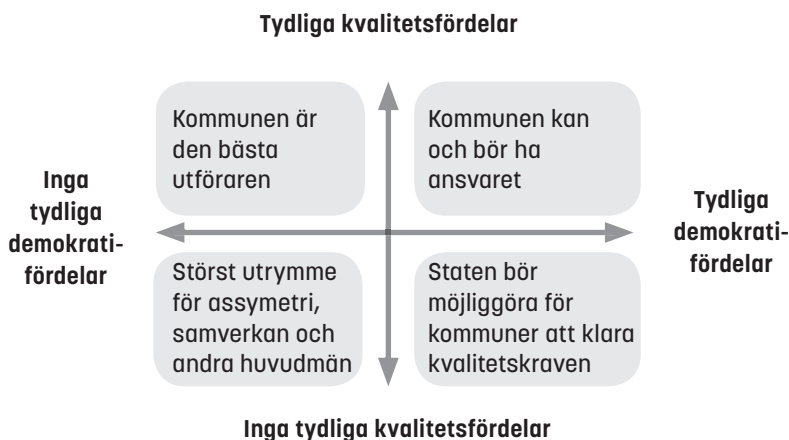 Tydliga kvalitetsfördelar
Kommunen är
den bästa
utföraren
Kommunen kan
och bör ha
ansvaret
Inga
tydliga
demokrati-
fördelar
Tydliga
demokrati-
fördelar
Störst utrymme
för assymetri,
samverkan och
andra huvudmän
Staten bör
möjliggöra för
kommuner att klara
kvalitetskraven
Inga tydliga kvalitetsfördelar